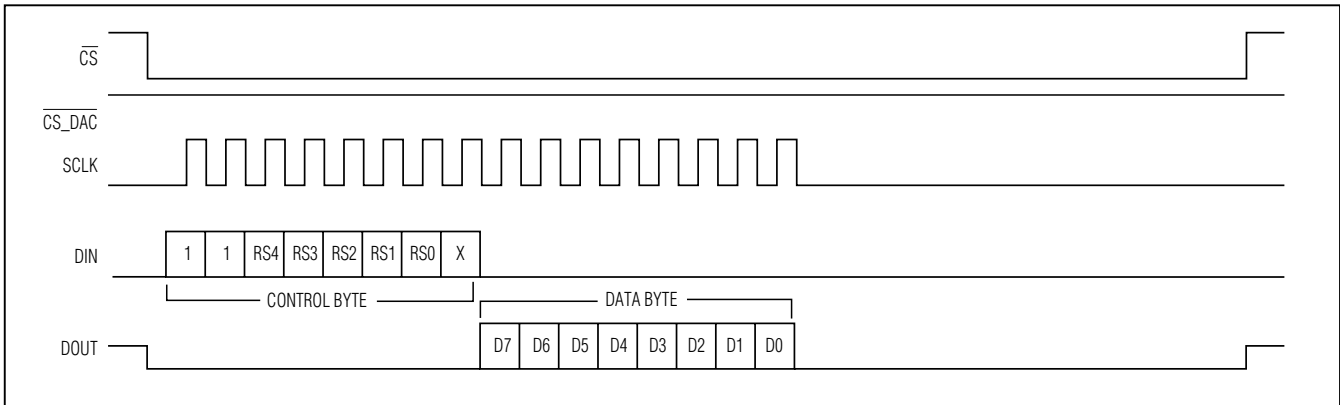 CS
CS_DAC
SCLK
DIN 1 1 RS4 RS3 RS2 RS1 RS0 X
CONTROL BYTE DATA BYTE
DOUT D7 D6 D5 D4 D3 D2 D1 D0